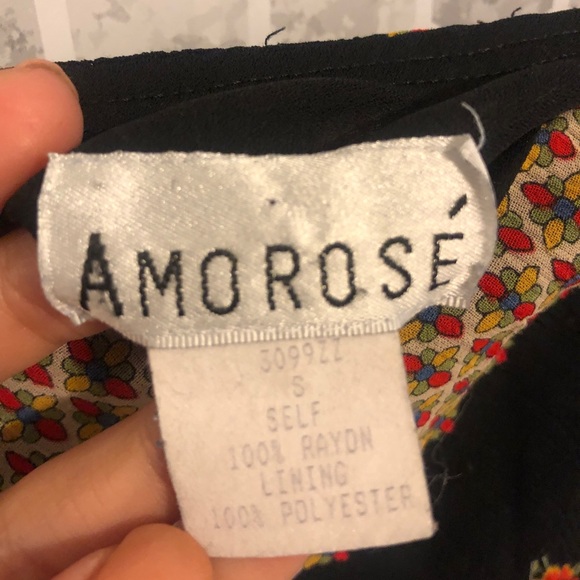 AMOROSÉ
3099ZZ
S
SELF
100% RAYON
LINING
100% POLYESTER